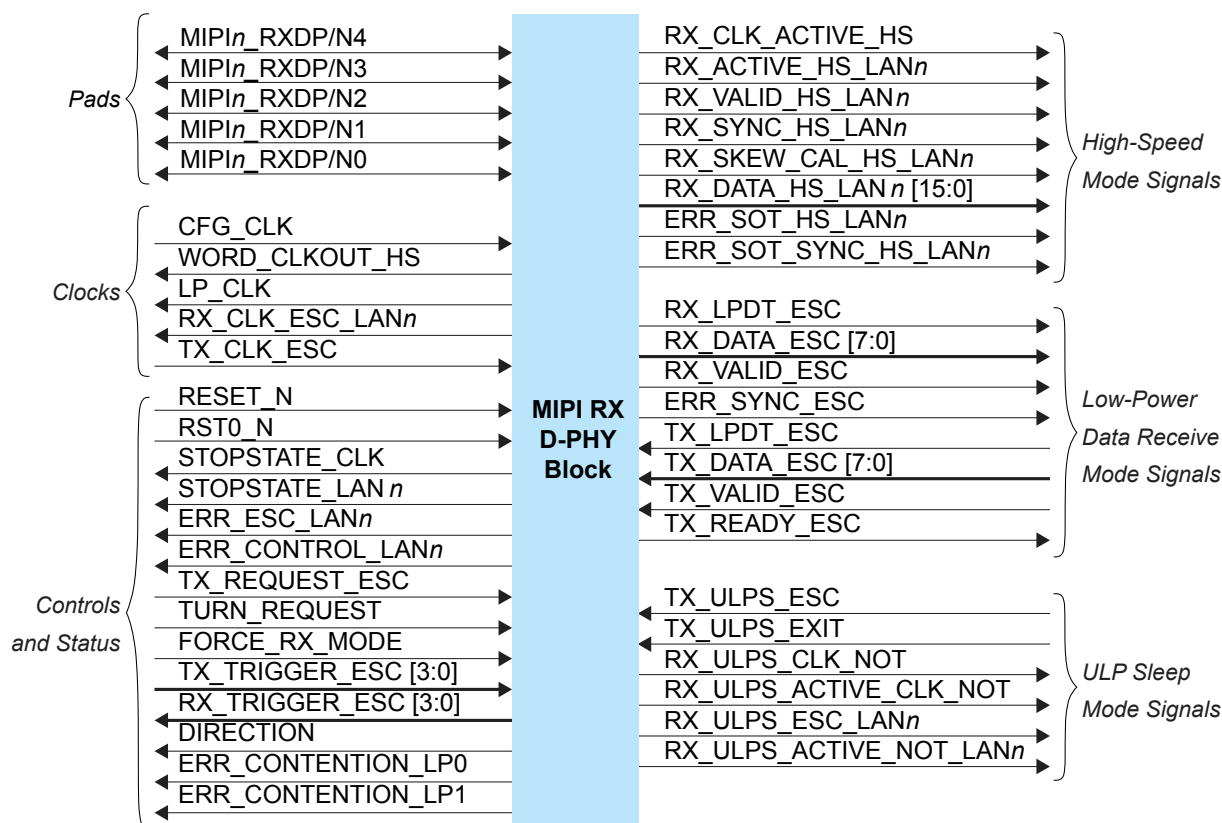 Pads
MIPIn_RXDP/N4
MIPIn_RXDP/N3
MIPIn_RXDP/N2
MIPIn_RXDP/N1
MIPIn_RXDP/N0
Clocks
CFG_CLK
WORD_CLKOUT_HS
LP_CLK
RX_CLK_ESC_LANn
TX_CLK_ESC
Controls
and Status
RESET_N
RST0_N
STOPSTATE_CLK
STOPSTATE_LAN n
ERR_ESC_LANn
ERR_CONTROL_LANn
TX_REQUEST_ESC
TURN_REQUEST
FORCE_RX_MODE
TX_TRIGGER_ESC [3:0]
RX_TRIGGER_ESC [3:0]
DIRECTION
ERR_CONTENTION_LP0
ERR_CONTENTION_LP1
MIPI RX
D-PHY
Block
RX_CLK_ACTIVE_HS
RX_ACTIVE_HS_LANn
RX_VALID_HS_LANn
RX_SYNC_HS_LANn
RX_SKEW_CAL_HS_LANn
RX_DATA_HS_LAN n [15:0]
ERR_SOT_HS_LANn
ERR_SOT_SYNC_HS_LANn
High-Speed
Mode Signals
RX_LPDT_ESC
RX_DATA_ESC [7:0]
RX_VALID_ESC
ERR_SYNC_ESC
TX_LPDT_ESC
TX_DATA_ESC [7:0]
TX_VALID_ESC
TX_READY_ESC
Low-Power
Data Receive
Mode Signals
TX_ULPS_ESC
TX_ULPS_EXIT
RX_ULPS_CLK_NOT
RX_ULPS_ACTIVE_CLK_NOT
RX_ULPS_ESC_LANn
RX_ULPS_ACTIVE_NOT_LANn
ULP Sleep
Mode Signals